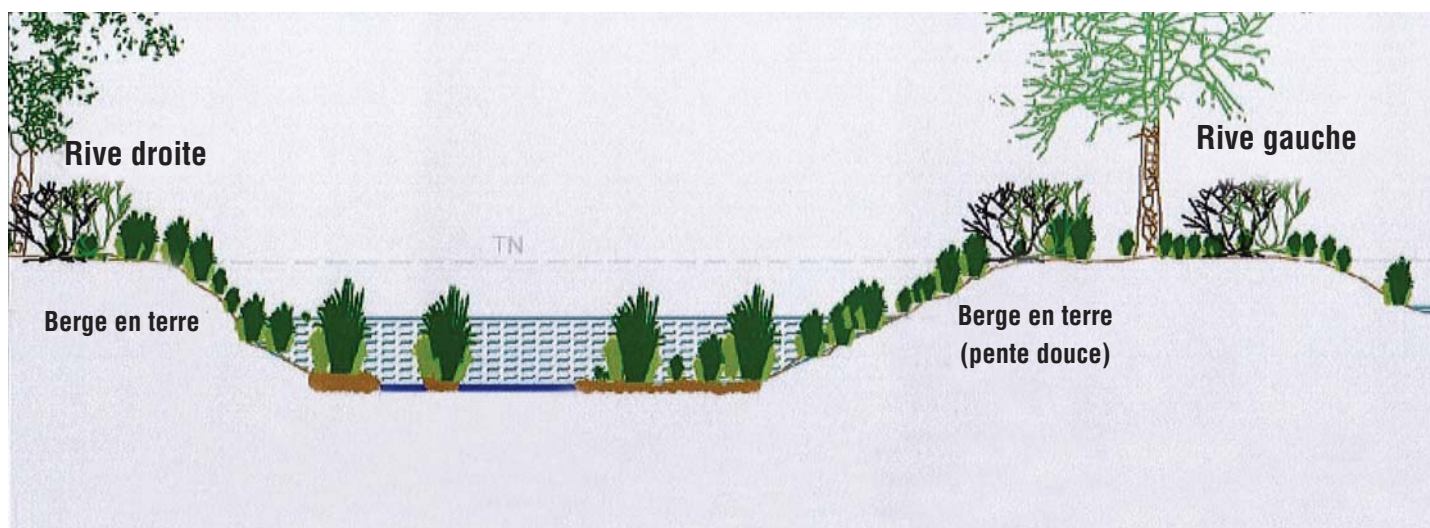 Rive droite
Rive gauche
TN
Berge en terre
Berge en terre
(pente douce)